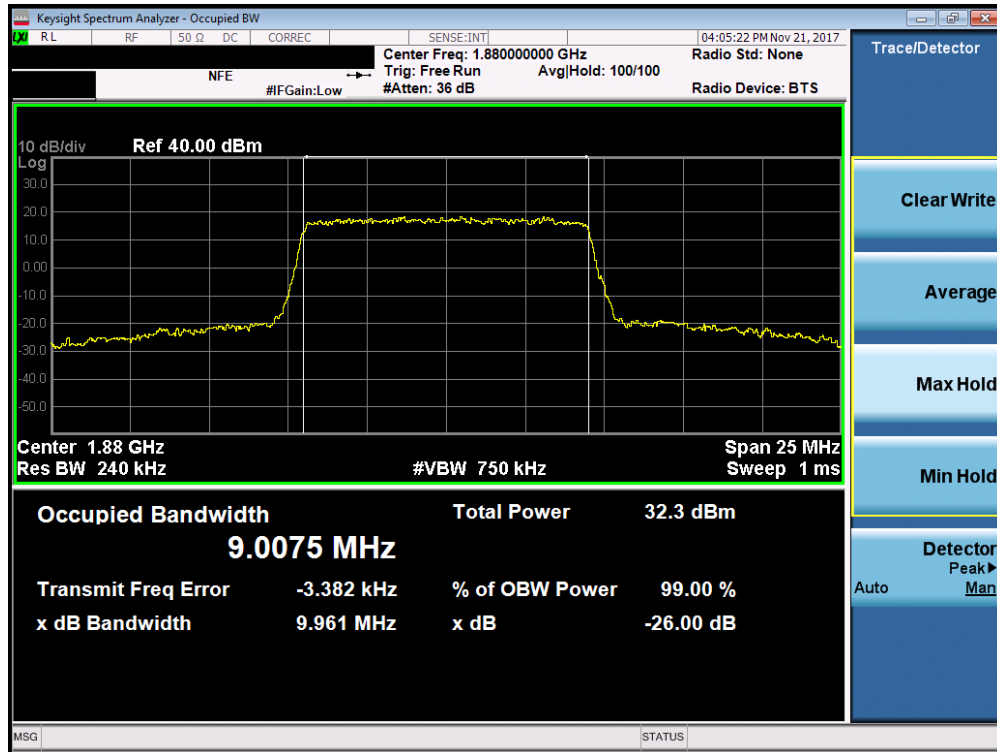 Keysight Spectrum Analyzer - Occupied BW
LXI RL RF 50 Ω DC CORREC SENSE:INT 04:05:22 PM Nov 21, 2017
Center Freq: 1.880000000 GHz Radio Std: None
NFE Trig: Free Run Avg|Hold: 100/100
#IFGain:Low #Atten: 36 dB Radio Device: BTS
10 dB/div Ref 40.00 dBm
Log
30.0
20.0
10.0
0.00
-10.0
-20.0
-30.0
-40.0
-50.0
Center 1.88 GHz Span 25 MHz
Res BW 240 kHz #VBW 750 kHz Sweep 1 ms
Occupied Bandwidth Total Power 32.3 dBm
9.0075 MHz
Transmit Freq Error -3.382 kHz % of OBW Power 99.00 %
x dB Bandwidth 9.961 MHz x dB -26.00 dB
MSG STATUS
Trace/Detector
Clear Write
Average
Max Hold
Min Hold
Detector
Peak▶
Auto Man